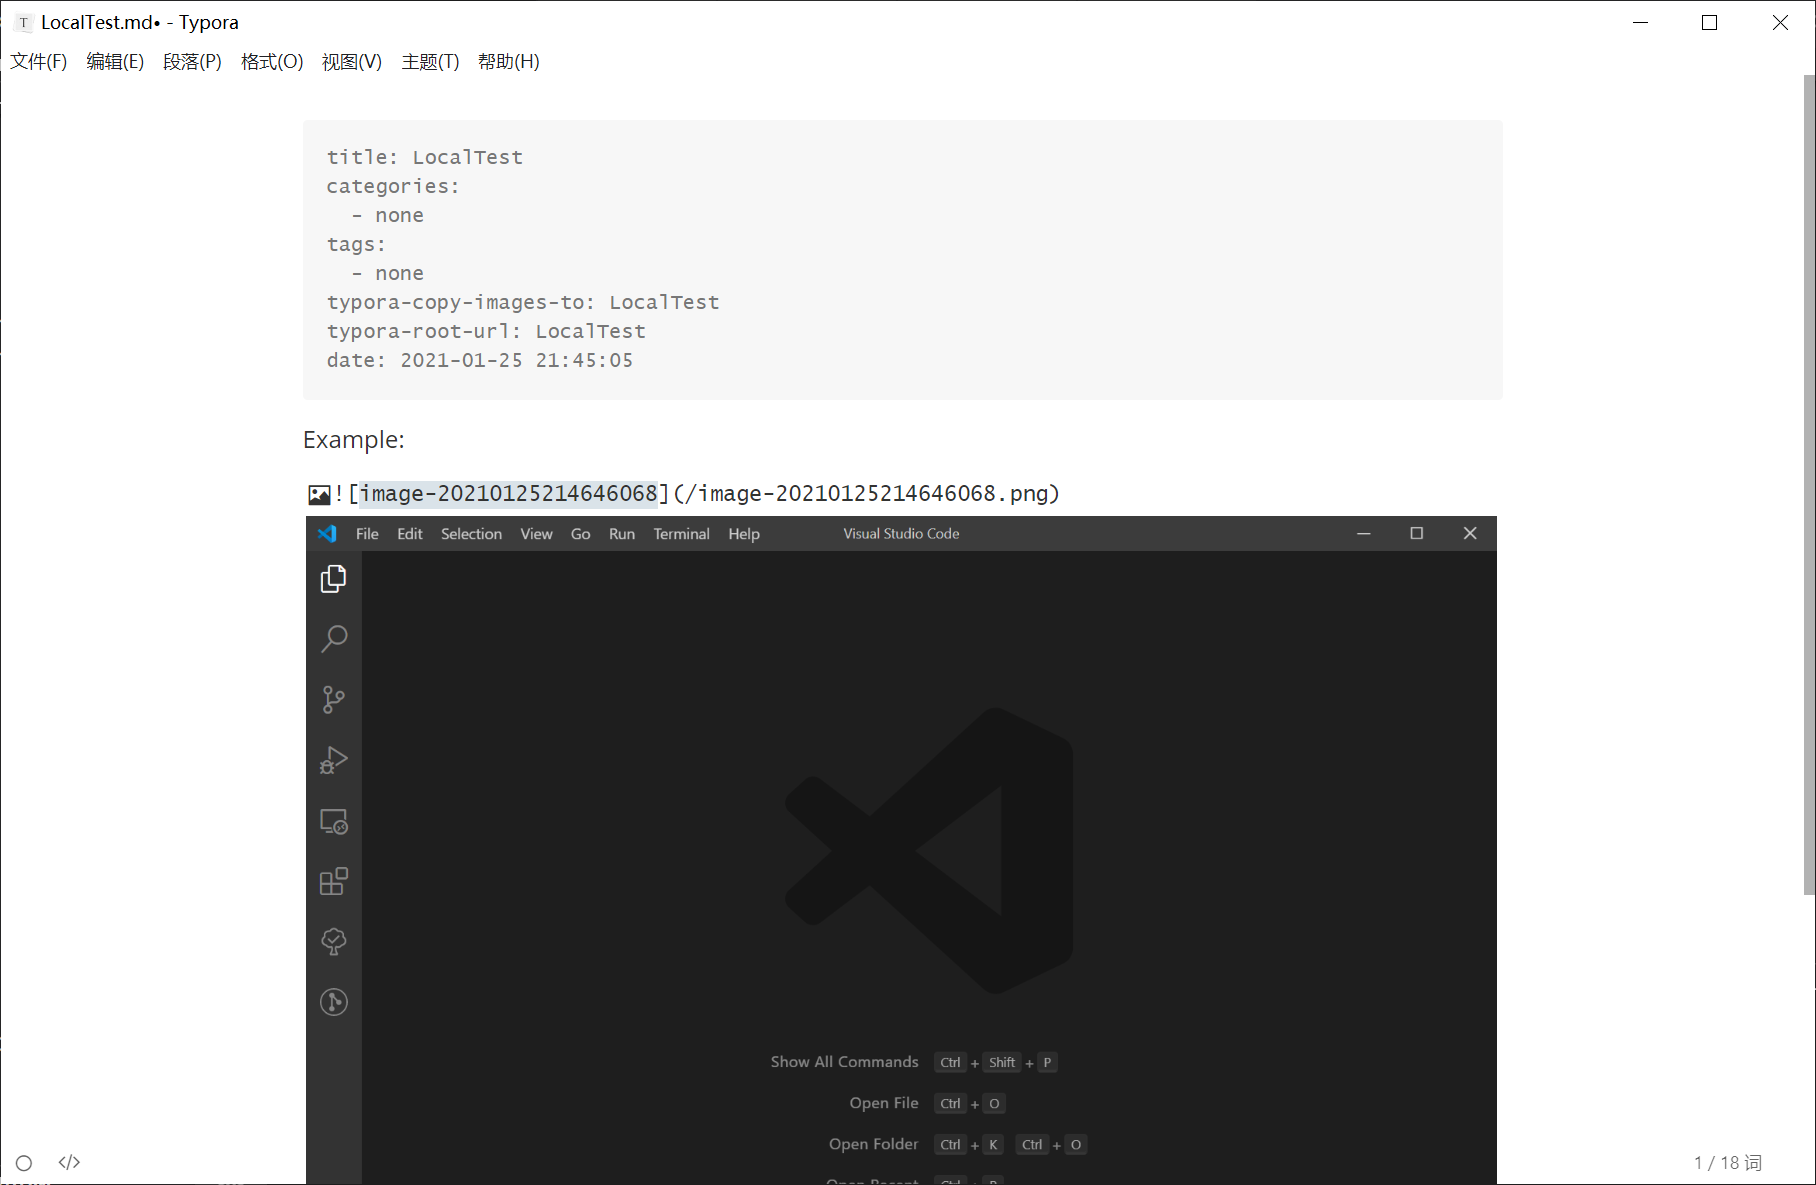 T LocalTest.md• - Typora
文件(F) 编辑(E) 段落(P) 格式(O) 视图(V) 主题(T) 帮助(H)
title: LocalTest
categories:
  - none
tags:
  - none
typora-copy-images-to: LocalTest
typora-root-url: LocalTest
date: 2021-01-25 21:45:05
Example:
![image-20210125214646068](/image-20210125214646068.png)
File Edit Selection View Go Run Terminal Help Visual Studio Code
Show All Commands Ctrl + Shift + P
Open File Ctrl + O
Open Folder Ctrl + K Ctrl + O
Open Recent Ctrl + R
</> 1 / 18 词